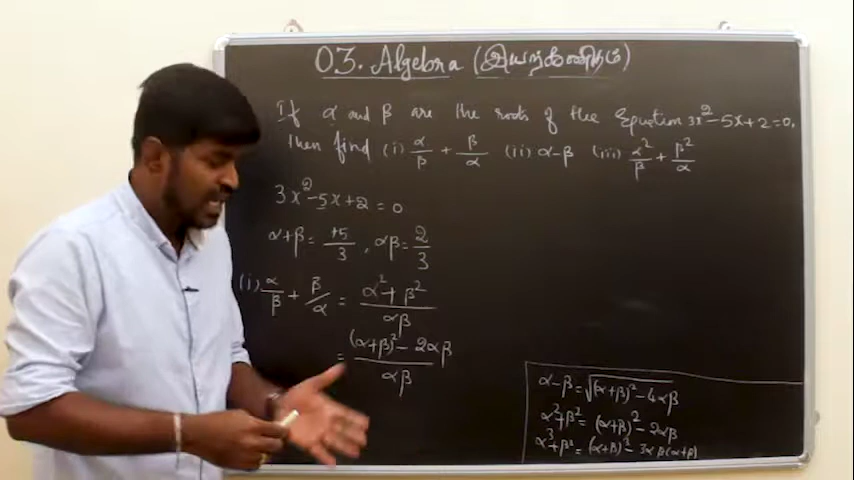 03. Algebra (இயற்கணிதம்)
If α and β are the roots of the Equation 3x²-5x+2=0,
then find (i) α/β + β/α (ii) α-β (iii) α²/β + β²/α
3x²-5x+2=0
α+β = +5/3, αβ = 2/3
(i) α/β + β/α = (α²+β²)/αβ
= ((α+β)² - 2αβ)/αβ
α-β = √(α+β)²-4αβ
α²+β² = (α+β)² - 2αβ
α³+β³ = (α+β)³ - 3αβ(α+β)